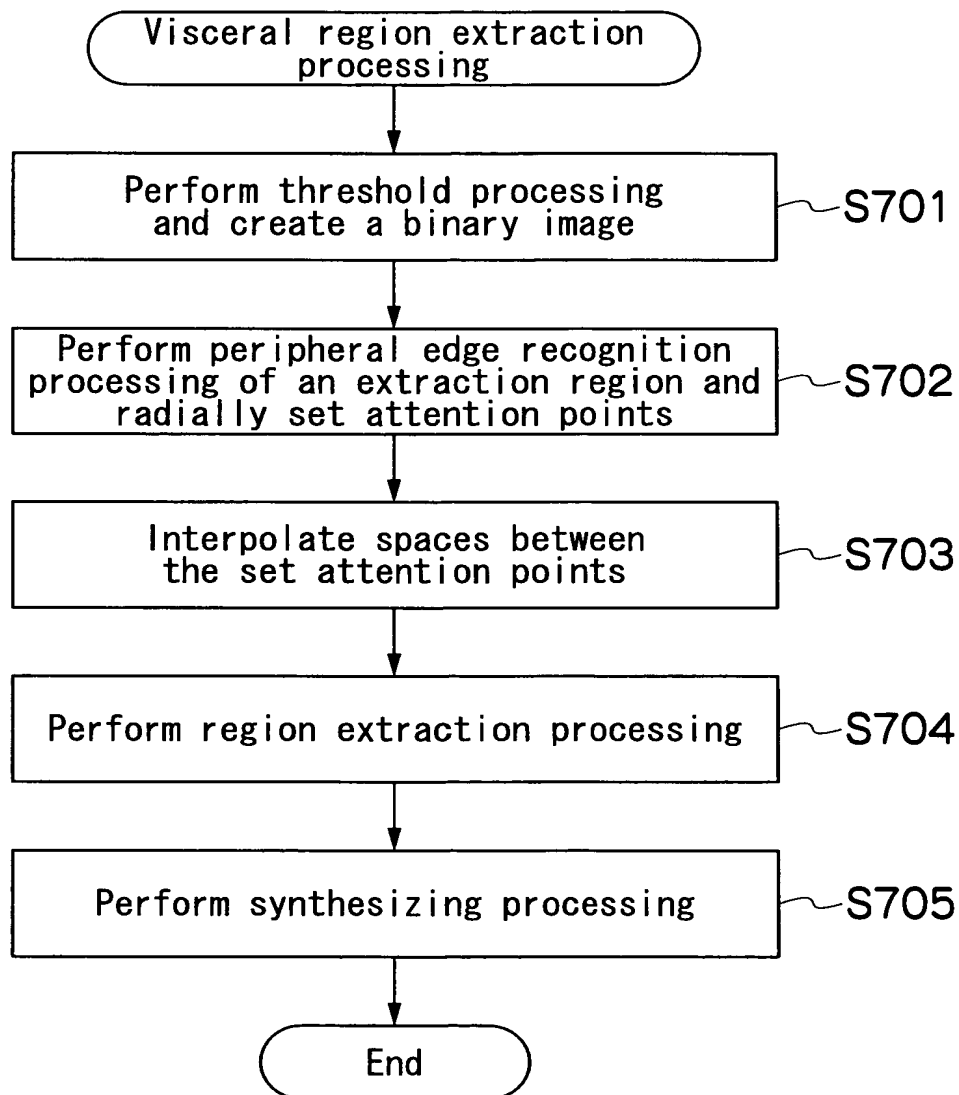 Visceral region extraction
processing
Perform threshold processing
and create a binary image
S701
Perform peripheral edge recognition
processing of an extraction region and
radially set attention points
S702
Interpolate spaces between
the set attention points
S703
Perform region extraction processing
S704
Perform synthesizing processing
S705
End